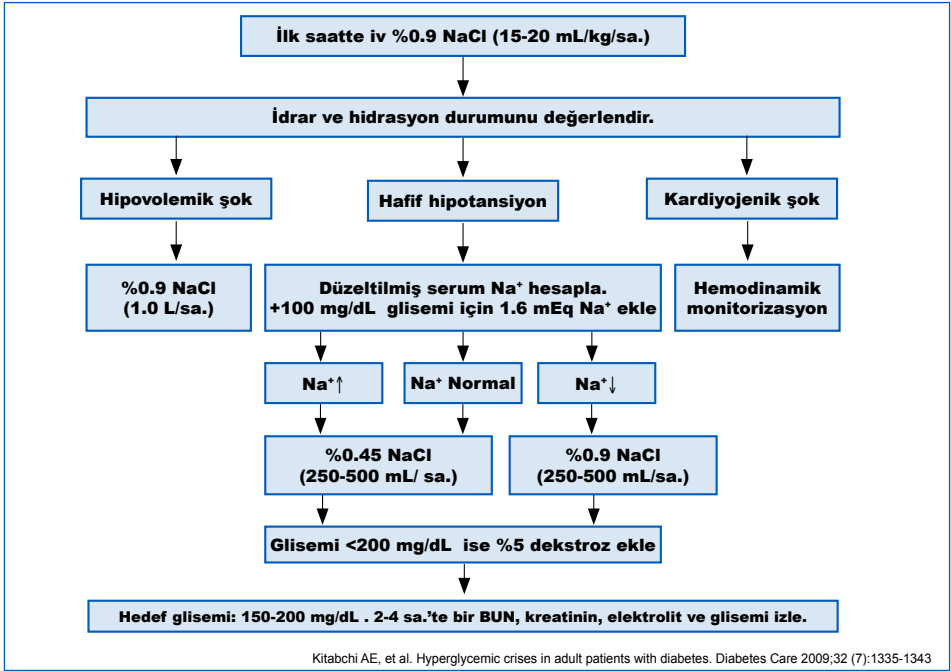 İlk saatte iv %0.9 NaCl (15-20 mL/kg/sa.)
İdrar ve hidrasyon durumunu değerlendir.
Hipovolemik şok
Hafif hipotansiyon
Kardiyojenik şok
%0.9 NaCl
(1.0 L/sa.)
Düzeltilmiş serum Na⁺ hesapla.
+100 mg/dL glisemi için 1.6 mEq Na⁺ ekle
Hemodinamik
monitorizasyon
Na⁺↑
Na⁺ Normal
Na⁺↓
%0.45 NaCl
(250-500 mL/ sa.)
%0.9 NaCl
(250-500 mL/sa.)
Glisemi <200 mg/dL ise %5 dekstroz ekle
Hedef glisemi: 150-200 mg/dL . 2-4 sa.'te bir BUN, kreatinin, elektrolit ve glisemi izle.
Kitabchi AE, et al. Hyperglycemic crises in adult patients with diabetes. Diabetes Care 2009;32 (7):1335-1343